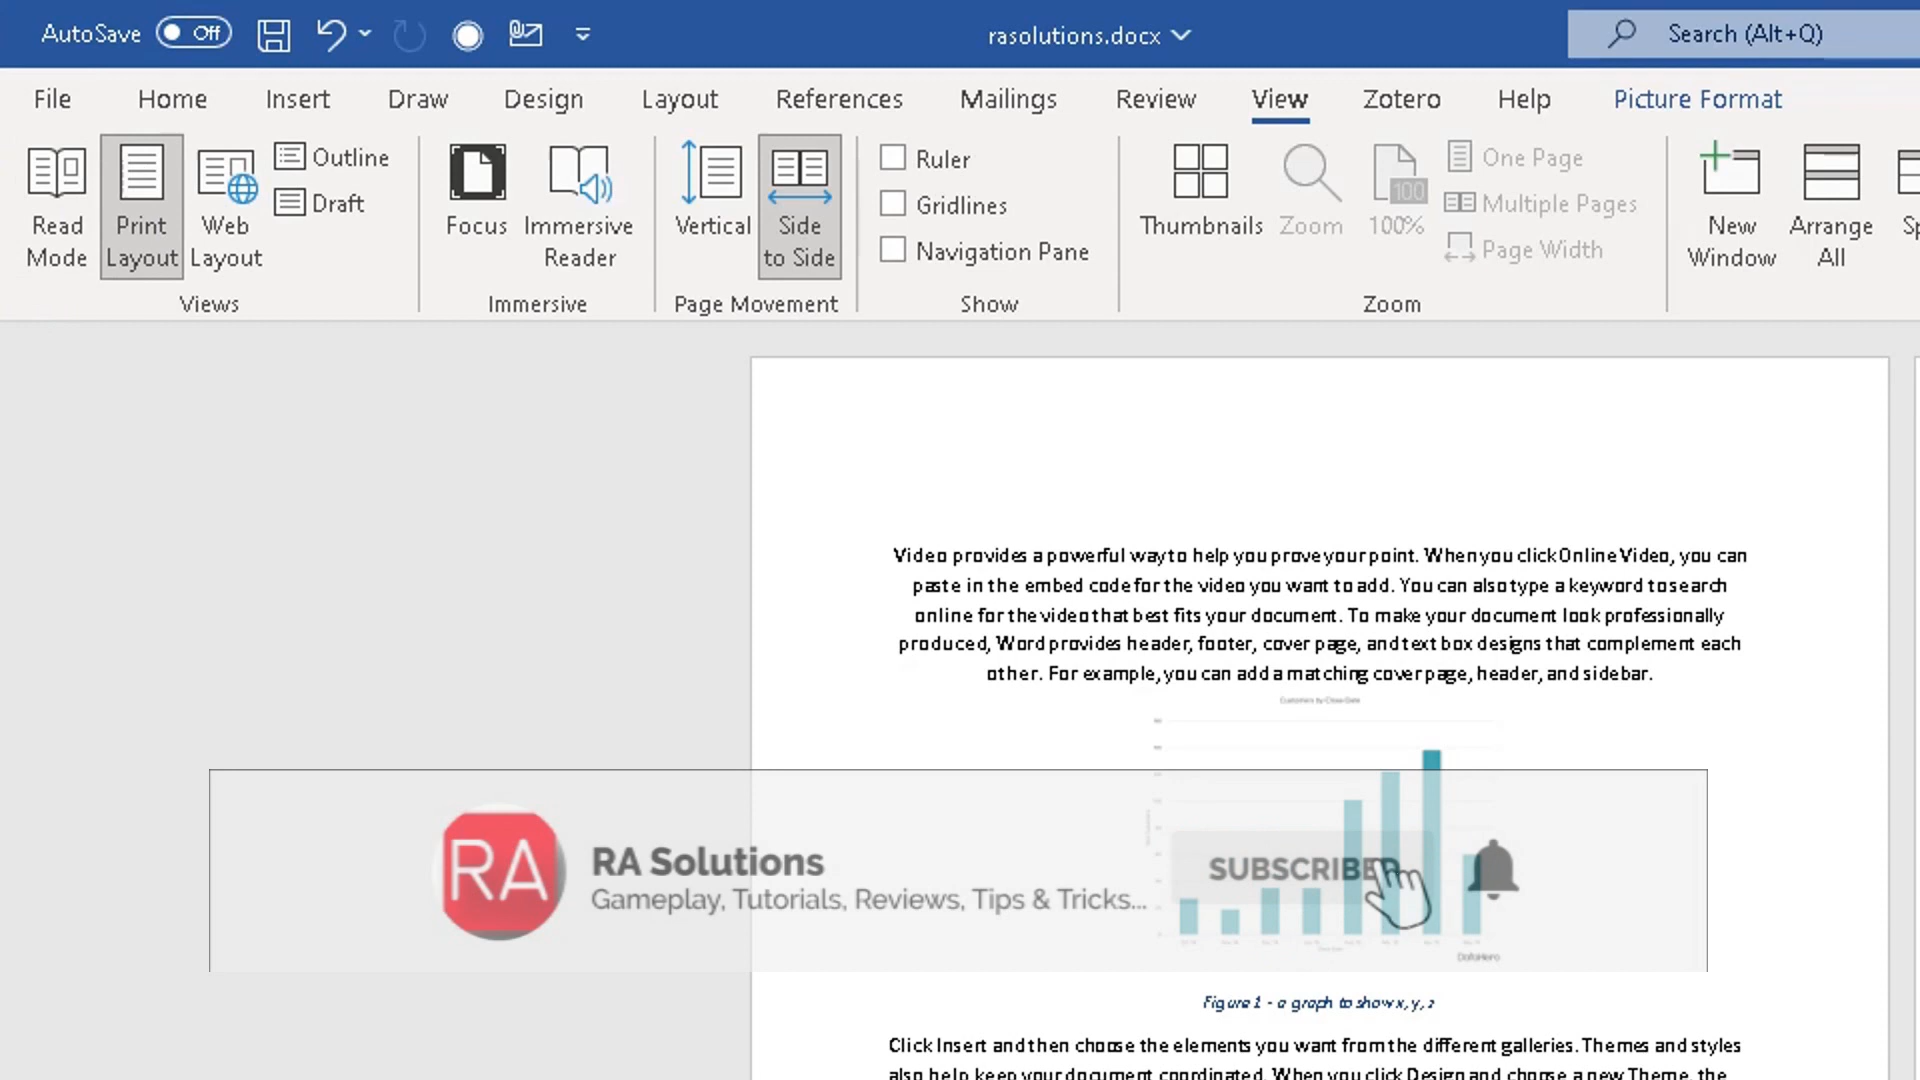 AutoSave Off rasolutions.docx Search (Alt+Q)
File Home Insert Draw Design Layout References Mailings Review View Zotero Help Picture Format
Read Mode
Print Layout
Web Layout
Outline
Draft
Views
Focus
Immersive Reader
Immersive
Vertical
Side to Side
Page Movement
Ruler
Gridlines
Navigation Pane
Show
Thumbnails
Zoom
100
100%
One Page
Multiple Pages
Page Width
Zoom
New Window
Arrange All
Video provides a powerful way to help you prove your point. When you click Online Video, you can
paste in the embed code for the video you want to add. You can also type a keyword to search
online for the video that best fits your document. To make your document look professionally
produced, Word provides header, footer, cover page, and text box designs that complement each
other. For example, you can add a matching cover page, header, and sidebar.
Customers by Close Date
RA
RA Solutions
Gameplay, Tutorials, Reviews, Tips & Tricks...
SUBSCRIBED
DataHero
Figure 1 - a graph to show x, y, z
Click Insert and then choose the elements you want from the different galleries. Themes and styles
also help keep your document coordinated. When you click Design and choose a new Theme, the